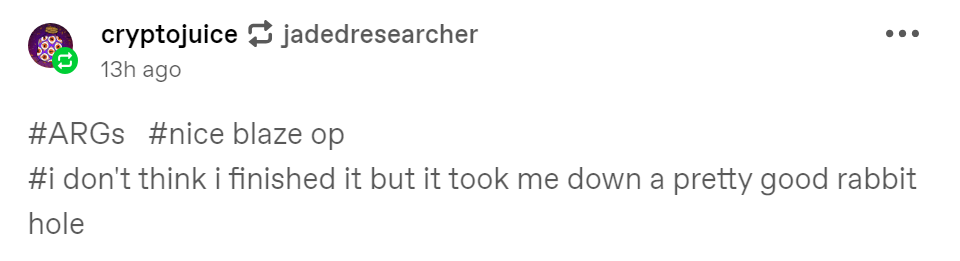 cryptojuice jadedresearcher
13h ago
#ARGs #nice blaze op
#i don't think i finished it but it took me down a pretty good rabbit
hole